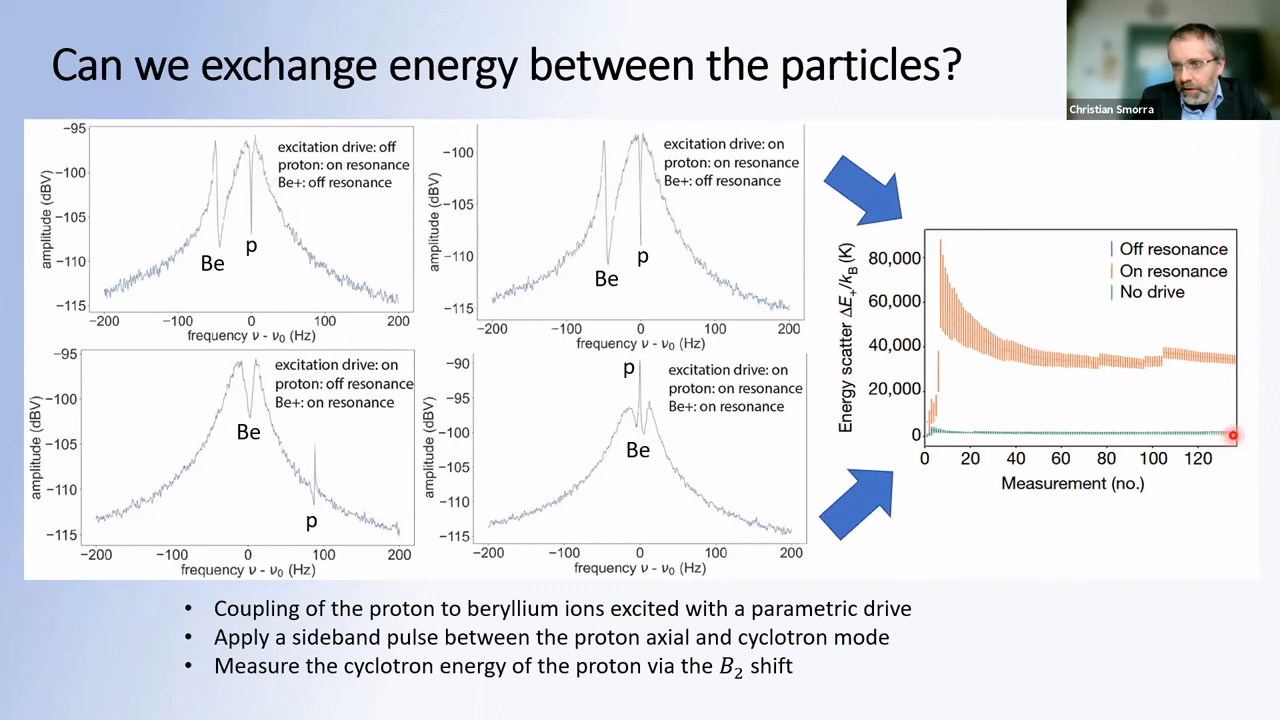 Can we exchange energy between the particles?
Christian Smorra
−95
−100
−105
−110
−115
amplitude (dBV)
excitation drive: off
proton: on resonance
Be+: off resonance
Be
p
−200
−100
0
100
200
frequency ν - ν₀ (Hz)
−100
−105
−110
−115
amplitude (dBV)
excitation drive: on
proton: on resonance
Be+: off resonance
Be
p
−200
−100
0
100
200
frequency ν - ν₀ (Hz)
−95
−100
−105
−110
−115
amplitude (dBV)
excitation drive: on
proton: off resonance
Be+: on resonance
Be
p
−200
−100
0
100
200
frequency ν - ν₀ (Hz)
−90
−95
−100
−105
−110
−115
amplitude (dBV)
excitation drive: on
proton: on resonance
Be+: on resonance
p
Be
−200
−100
0
100
200
frequency ν - ν₀ (Hz)
Energy scatter ΔE₊/k_B (K)
80,000
60,000
40,000
20,000
0
Off resonance
On resonance
No drive
0
20
40
60
80
100
120
Measurement (no.)
• Coupling of the proton to beryllium ions excited with a parametric drive
• Apply a sideband pulse between the proton axial and cyclotron mode
• Measure the cyclotron energy of the proton via the B₂ shift